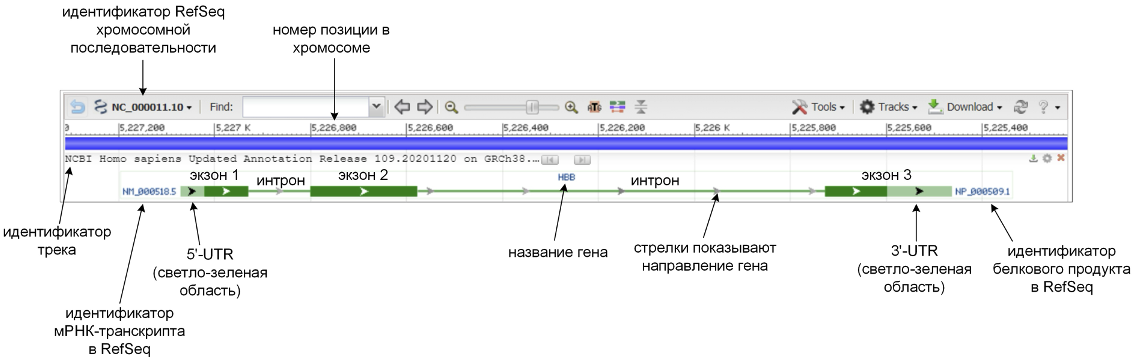 идентификатор RefSeq
хромосомной
последовательности
номер позиции в
хромосоме
NC_000011.10
Find:
Tools
Tracks
Download
?
5,227,200
5,227 K
5,226,800
5,226,600
5,226,400
5,226,200
5,226 K
5,225,800
5,225,600
5,225,400
NCBI Homo sapiens Updated Annotation Release 109.20201120 on GRCh38....
экзон 1
интрон
экзон 2
HBB
интрон
экзон 3
NM_000518.5
NP_000509.1
идентификатор
трека
5'-UTR
(светло-зеленая
область)
название гена
стрелки показывают
направление гена
3'-UTR
(светло-зеленая
область)
идентификатор
белкового продукта
в RefSeq
идентификатор
мРНК-транскрипта
в RefSeq